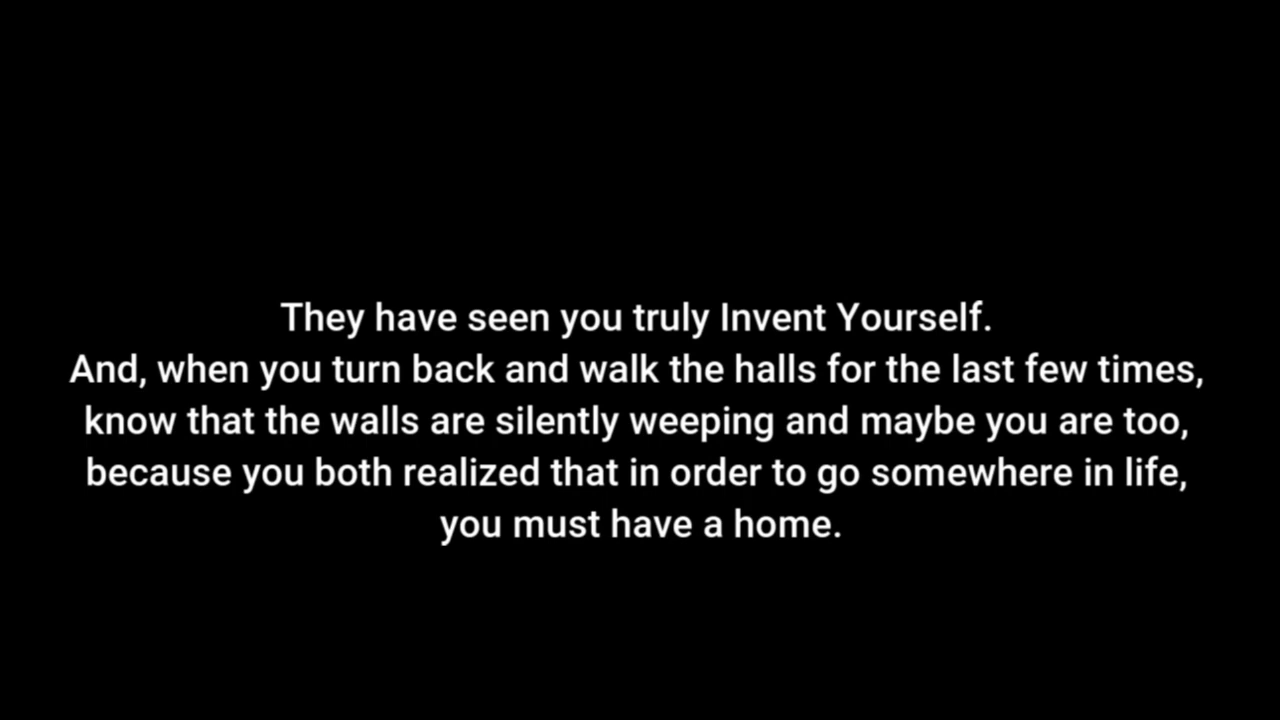 They have seen you truly Invent Yourself.
And, when you turn back and walk the halls for the last few times,
know that the walls are silently weeping and maybe you are too,
because you both realized that in order to go somewhere in life,
you must have a home.